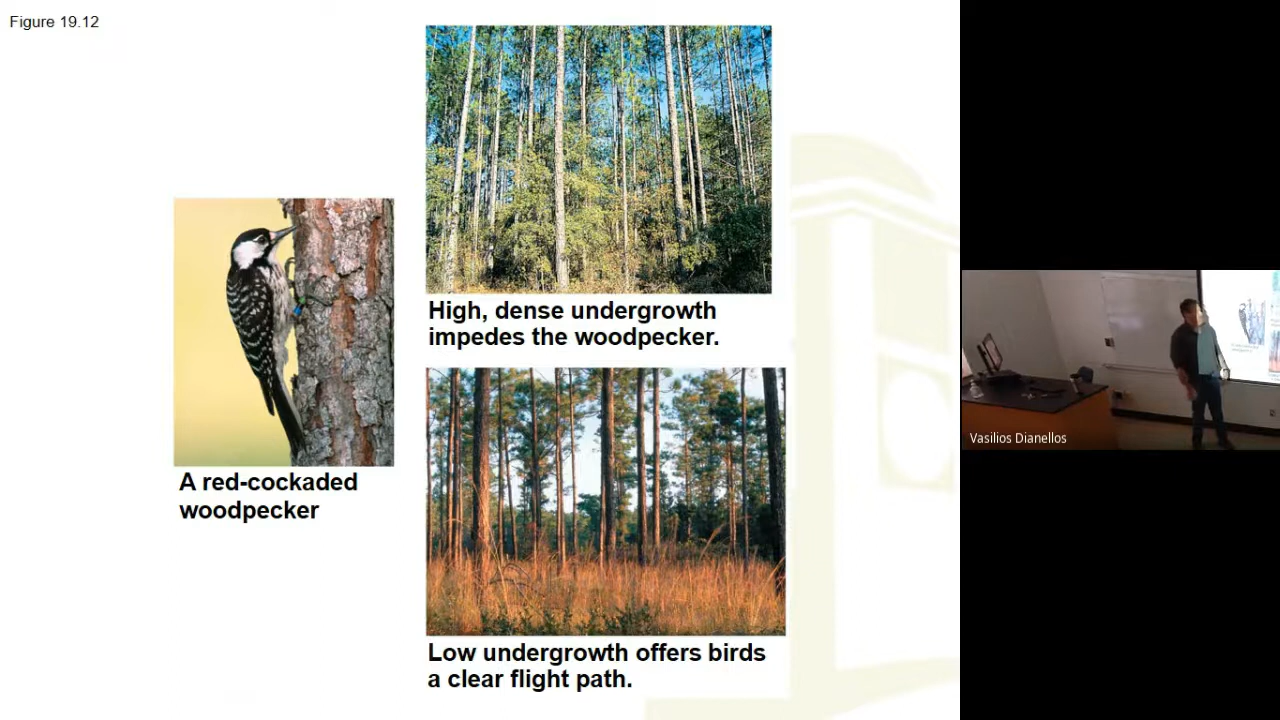 Figure 19.12
High, dense undergrowth
impedes the woodpecker.
A red-cockaded
woodpecker
Low undergrowth offers birds
a clear flight path.
Vasilios Dianellos